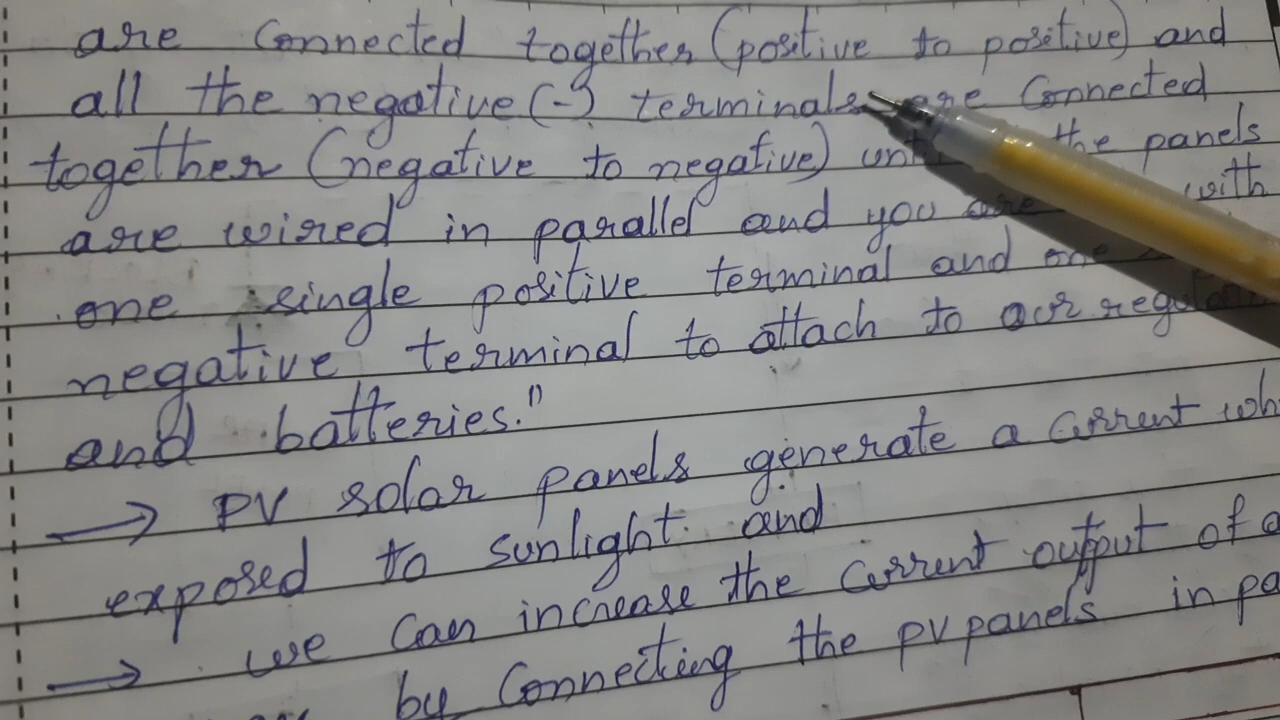 are connected together (positive to positive) and
all the negative (-) terminals are Connected
together (negative to negative) the panels
are wired in parallel and you are with
one single positive terminal and one
negative terminal to attach to our
and batteries."
→ PV solar panels generate a current
exposed to sunlight and
→ we can increase the current output of
by Connecting the PV panels in